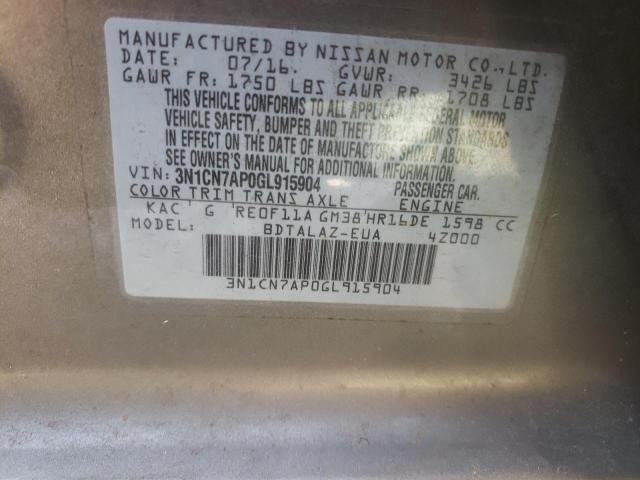 MANUFACTURED BY NISSAN MOTOR CO.,LTD.
DATE: 07/16. GVWR: 3426 LBS
GAWR FR: 1750 LBS GAWR RR 1708 LBS
THIS VEHICLE CONFORMS TO ALL APPLICABLE FEDERAL MOTOR
VEHICLE SAFETY, BUMPER AND THEFT PREVENTION STANDARDS
IN EFFECT ON THE DATE OF MANUFACTURE SHOWN ABOVE.
SEE OWNER'S MANUAL FOR ADDITIONAL INFORMATION.
VIN: 3N1CN7AP0GL915904 PASSENGER CAR.
COLOR TRIM TRANS AXLE ENGINE
KAC G RE0F11A GM38 HR16DE 1598 CC
MODEL: BDTALAZ-EUA 4Z000
3N1CN7AP0GL915904